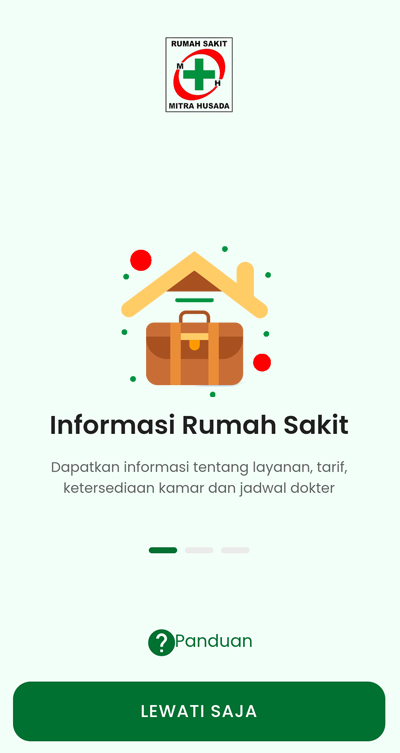 RUMAH SAKIT
M
H
MITRA HUSADA
Informasi Rumah Sakit
Dapatkan informasi tentang layanan, tarif,
ketersediaan kamar dan jadwal dokter
?Panduan
LEWATI SAJA